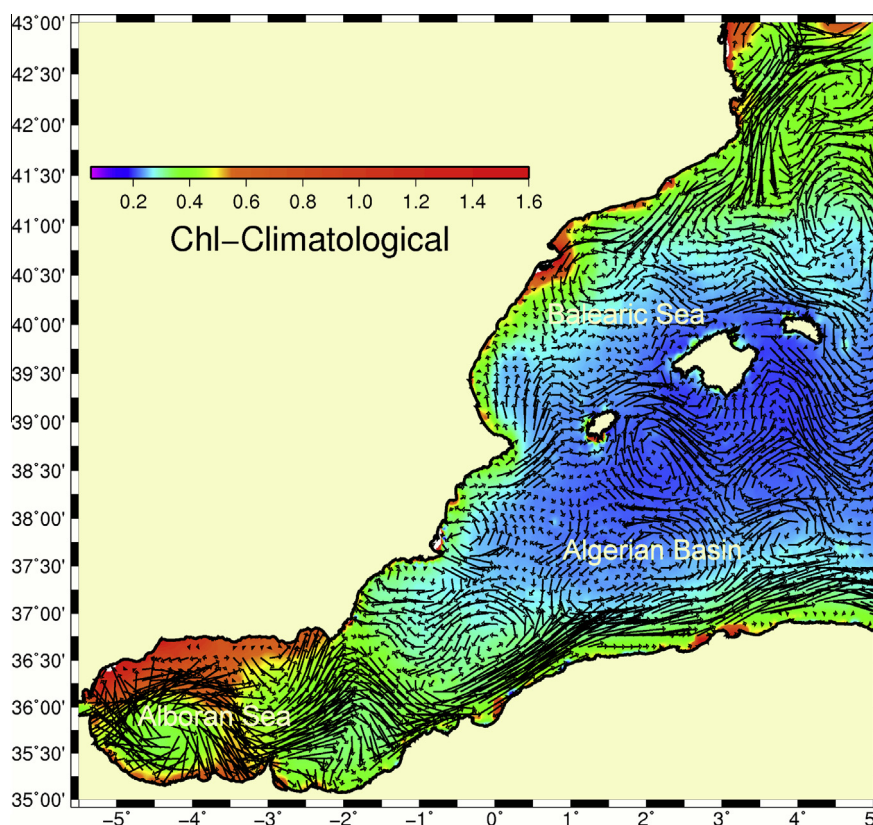 43°00'
42°30'
42°00'
41°30'
41°00'
40°30'
40°00'
39°30'
39°00'
38°30'
38°00'
37°30'
37°00'
36°30'
36°00'
35°30'
35°00'
0.2 0.4 0.6 0.8 1.0 1.2 1.4 1.6
Chl−Climatological
Balearic Sea
Algerian Basin
Alboran Sea
−5° −4° −3° −2° −1° 0° 1° 2° 3° 4° 5